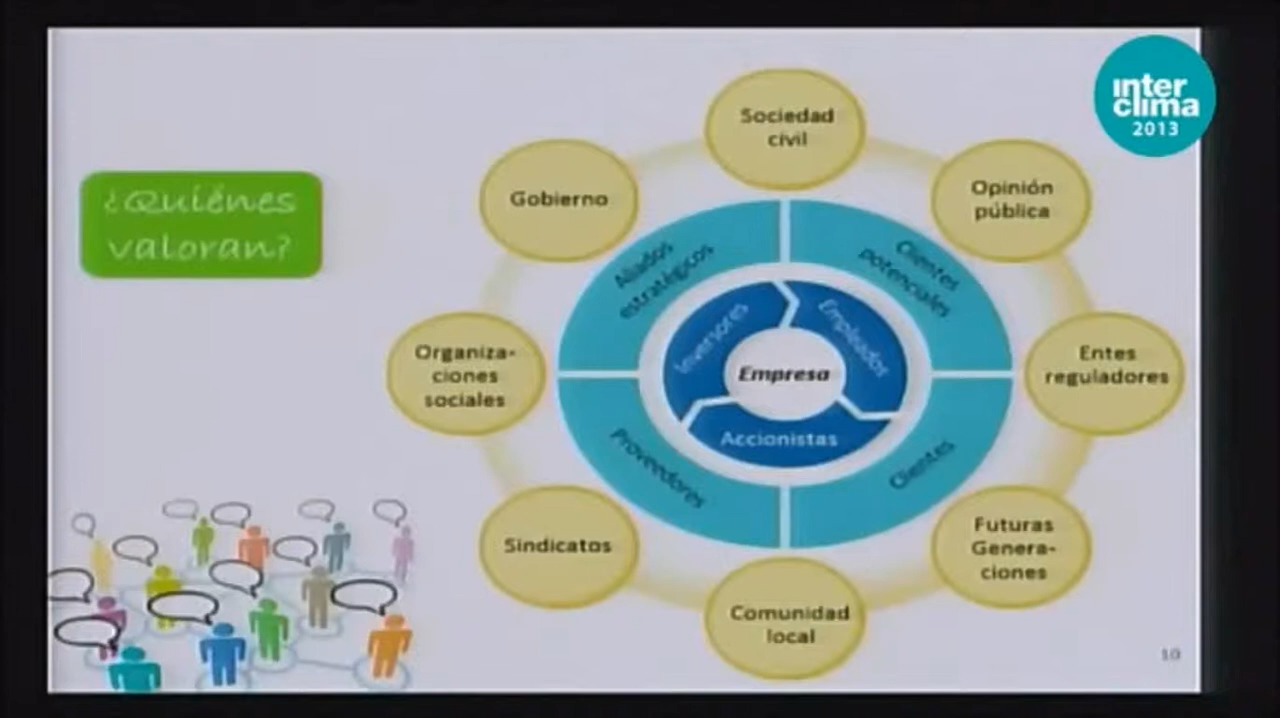 inter
clima
2013
¿Quiénes
valoran?
Sociedad
civil
Gobierno
Opinión
pública
Aliados
estratégicos
Clientes
potenciales
Inversores
Empleados
Organiza-
ciones
sociales
Empresa
Entes
reguladores
Accionistas
Proveedores
Clientes
Sindicatos
Futuras
Genera-
ciones
Comunidad
local
10